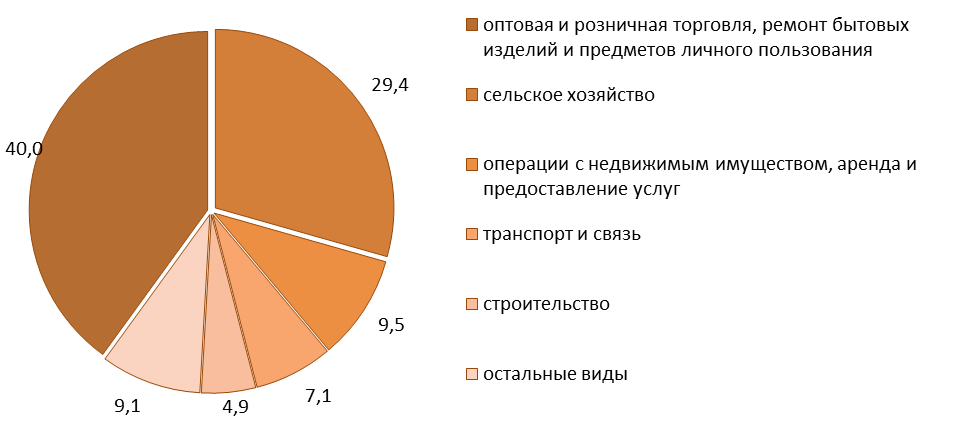 29,4
9,5
7,1
4,9
9,1
40,0
оптовая и розничная торговля, ремонт бытовых
изделий и предметов личного пользования
сельское хозяйство
операции с недвижимым имуществом, аренда и
предоставление услуг
транспорт и связь
строительство
остальные виды